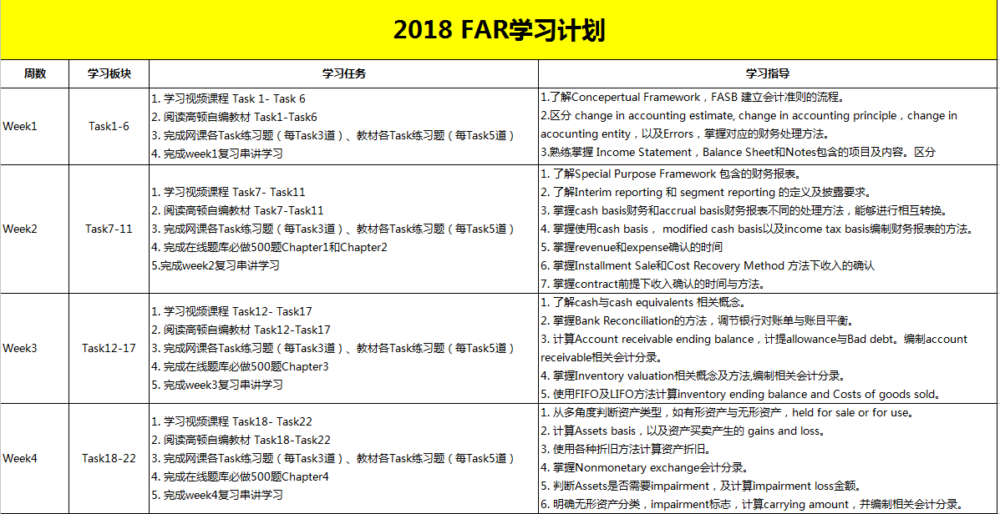 2018 FAR学习计划
周数 学习板块 学习任务 学习指导
Week1
Task1-6
1. 学习视频课程 Task 1- Task 6
2. 阅读高顿自编教材 Task1-Task6
3. 完成网课各Task练习题（每Task3道）、教材各Task练习题（每Task5道）
4. 完成week1复习串讲学习
1.了解Concepertual Framework，FASB 建立会计准则的流程。
2.区分 change in accounting estimate, change in accounting principle，change in
acocunting entity，以及Errors，掌握对应的财务处理方法。
3.熟练掌握 Income Statement，Balance Sheet和Notes包含的项目及内容。区分
Week2
Task7-11
1. 学习视频课程 Task7- Task11
2. 阅读高顿自编教材 Task7-Task11
3. 完成网课各Task练习题（每Task3道）、教材各Task练习题（每Task5道）
4. 完成在线题库必做500题Chapter1和Chapter2
5.完成week2复习串讲学习
1. 了解Special Purpose Framework 包含的财务报表。
2. 了解Interim reporting 和 segment reporting 的定义及披露要求。
3. 掌握cash basis财务和accrual basis财务报表不同的处理方法，能够进行相互转换。
4. 掌握使用cash basis， modified cash basis以及income tax basis编制财务报表的方法。
5. 掌握revenue和expense确认的时间
6. 掌握Installment Sale和Cost Recovery Method 方法下收入的确认
7. 掌握contract前提下收入确认的时间与方法。
Week3
Task12-17
1. 学习视频课程 Task12- Task17
2. 阅读高顿自编教材 Task12-Task17
3. 完成网课各Task练习题（每Task3道）、教材各Task练习题（每Task5道）
4. 完成在线题库必做500题Chapter3
5. 完成week3复习串讲学习
1. 了解cash与cash equivalents 相关概念。
2. 掌握Bank Reconciliation的方法，调节银行对账单与账目平衡。
3. 计算Account receivable ending balance，计提allowance与Bad debt。编制account
receivable相关会计分录。
4. 掌握Inventory valuation相关概念及方法,编制相关会计分录。
5. 使用FIFO及LIFO方法计算inventory ending balance and Costs of goods sold。
Week4
Task18-22
1. 学习视频课程 Task18- Task22
2. 阅读高顿自编教材 Task18-Task22
3. 完成网课各Task练习题（每Task3道）、教材各Task练习题（每Task5道）
4. 完成在线题库必做500题Chapter4
5. 完成week4复习串讲学习
1. 从多角度判断资产类型，如有形资产与无形资产，held for sale or for use。
2. 计算Assets basis，以及资产买卖产生的 gains and loss。
3. 使用各种折旧方法计算资产折旧。
4. 掌握Nonmonetary exchange会计分录。
5. 判断Assets是否需要impairment，及计算impairment loss金额。
6. 明确无形资产分类，impairment标志，计算carrying amount，并编制相关会计分录。